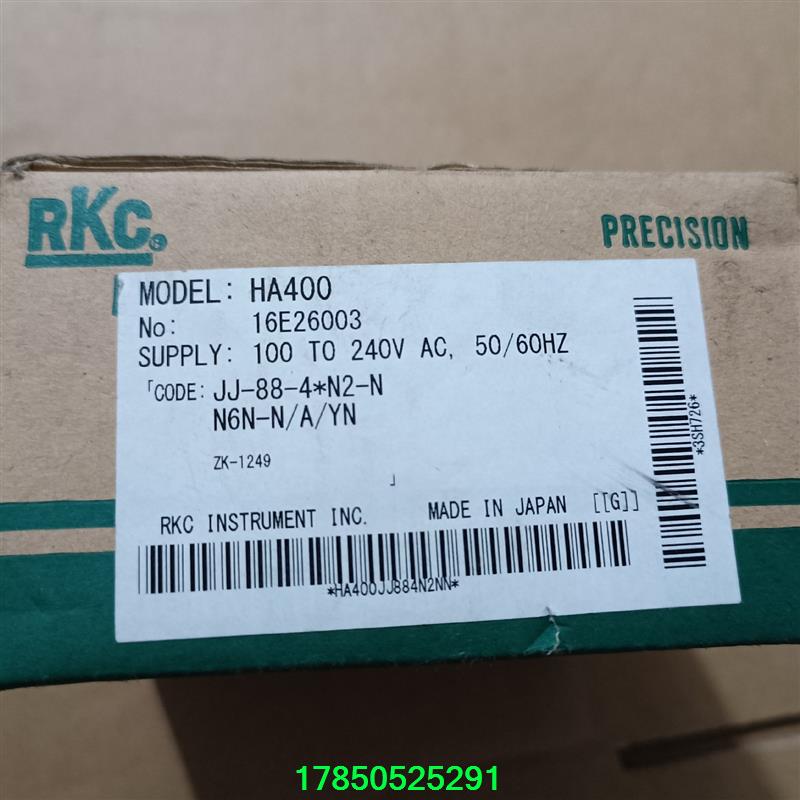 RKC®
PRECISION
MODEL: HA400
No: 16E26003
SUPPLY: 100 TO 240V AC, 50/60HZ
「CODE: JJ-88-4*N2-N
N6N-N/A/YN
ZK-1249
」
RKC INSTRUMENT INC. MADE IN JAPAN [[G]]
*HA400JJ884N2NN*
*3SH726*
17850525291